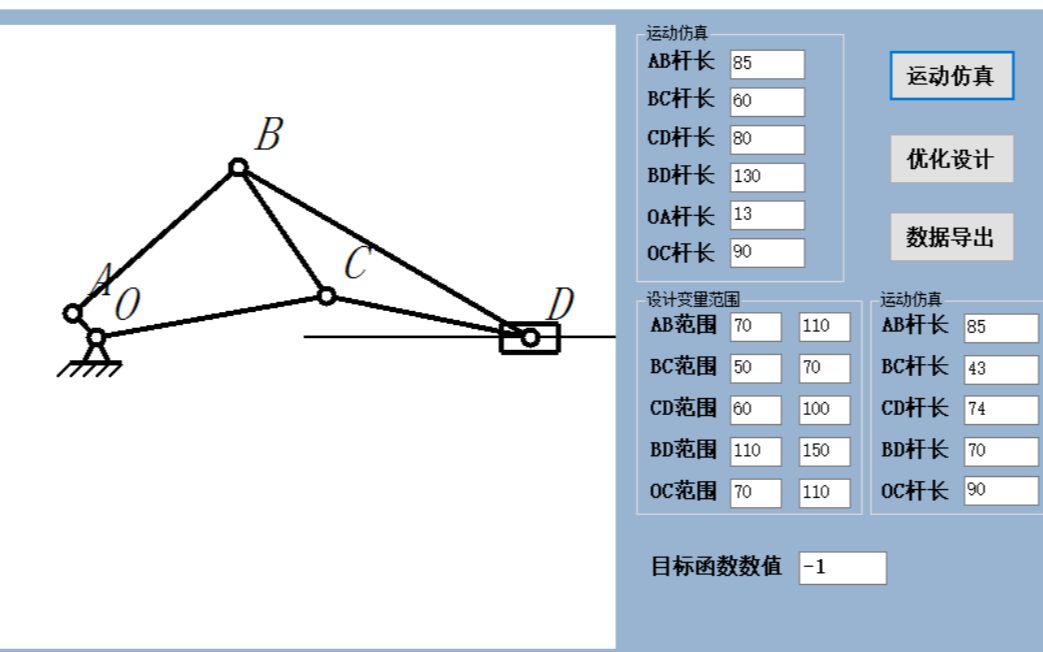 B
A
O
C
D
运动仿真
AB杆长 85
BC杆长 60
CD杆长 80
BD杆长 130
OA杆长 13
OC杆长 90
运动仿真
优化设计
数据导出
设计变量范围
AB范围 70 110
BC范围 50 70
CD范围 60 100
BD范围 110 150
OC范围 70 110
运动仿真
AB杆长 85
BC杆长 43
CD杆长 74
BD杆长 70
OC杆长 90
目标函数数值 -1